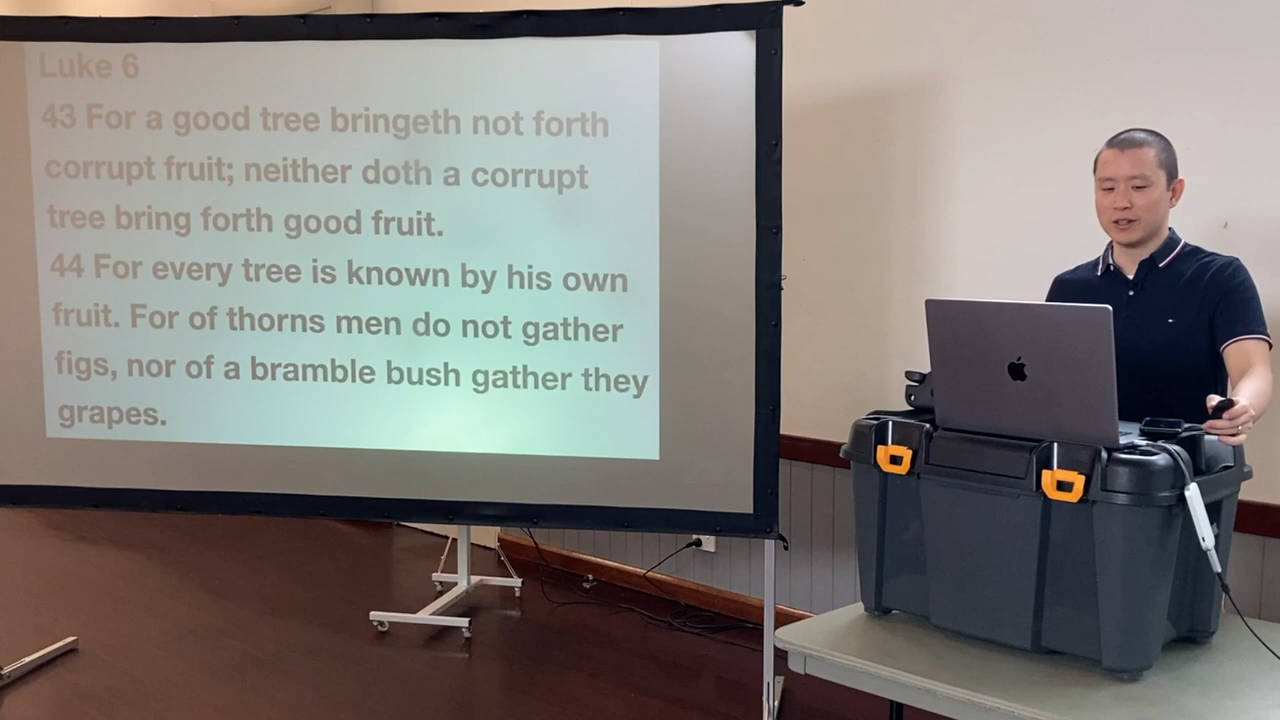 Luke 6
43 For a good tree bringeth not forth
corrupt fruit; neither doth a corrupt
tree bring forth good fruit.
44 For every tree is known by his own
fruit. For of thorns men do not gather
figs, nor of a bramble bush gather they
grapes.